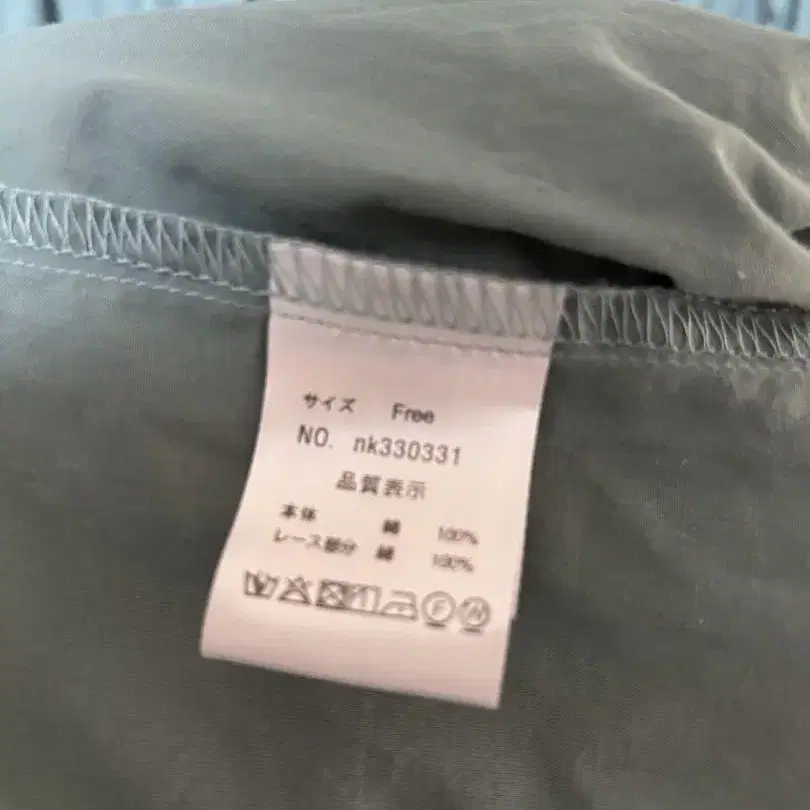 サイズ Free
NO. nk330331
品質表示
本体 綿 100%
レース部分 綿 100%
F W